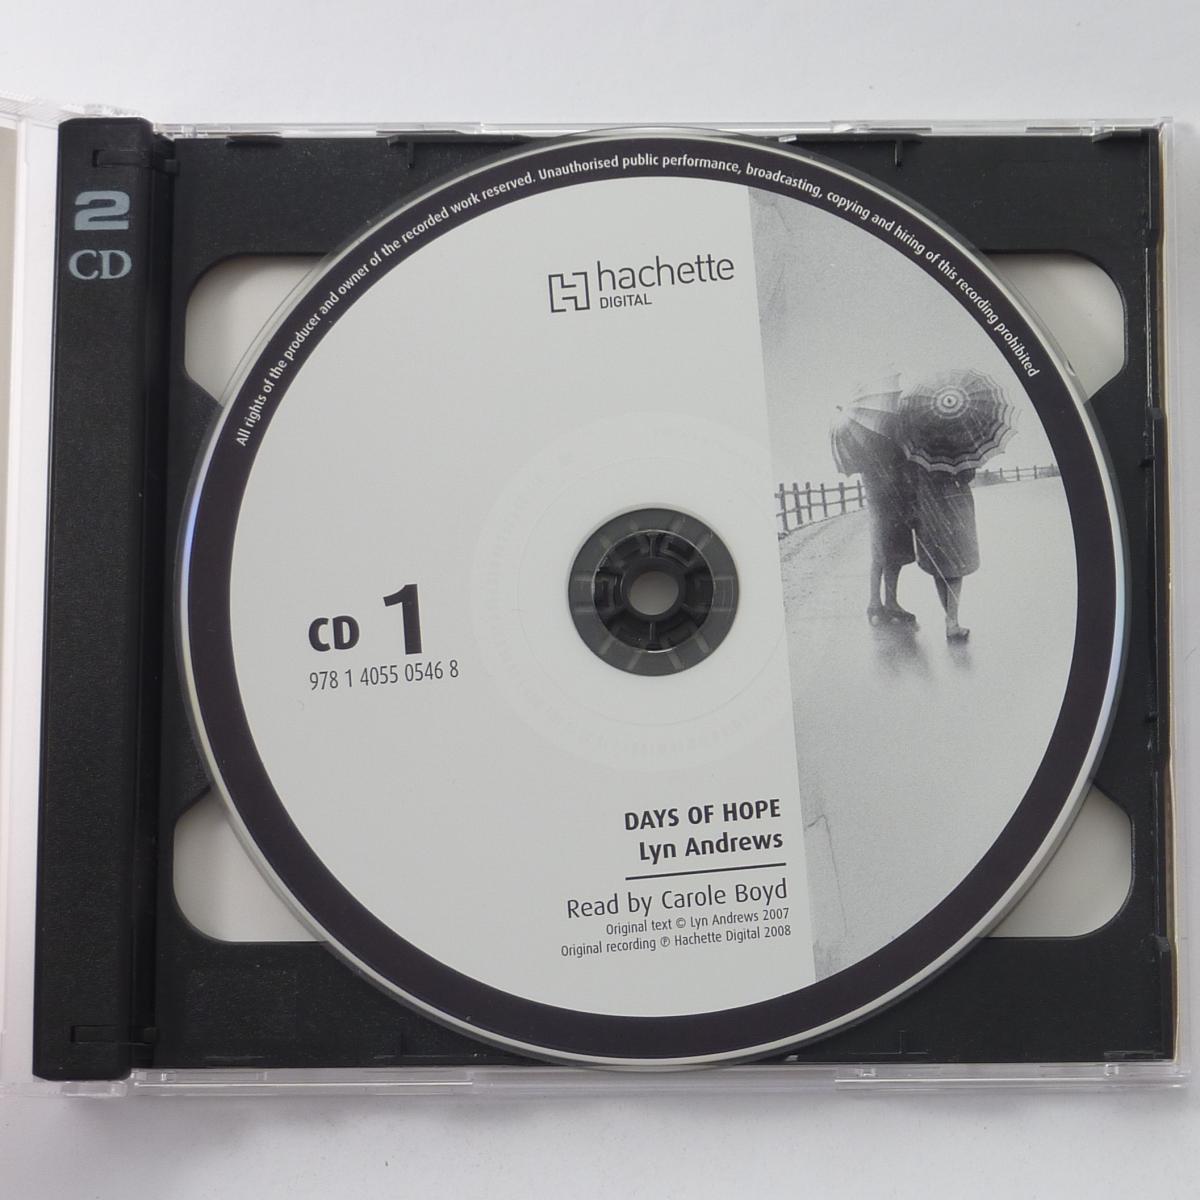 2
CD
All rights of the producer and owner of the recorded work reserved. Unauthorised public performance, broadcasting, copying and hiring of this recording prohibited
hachette
DIGITAL
CD 1
978 1 4055 0546 8
DAYS OF HOPE
Lyn Andrews
Read by Carole Boyd
Original text © Lyn Andrews 2007
Original recording ℗ Hachette Digital 2008